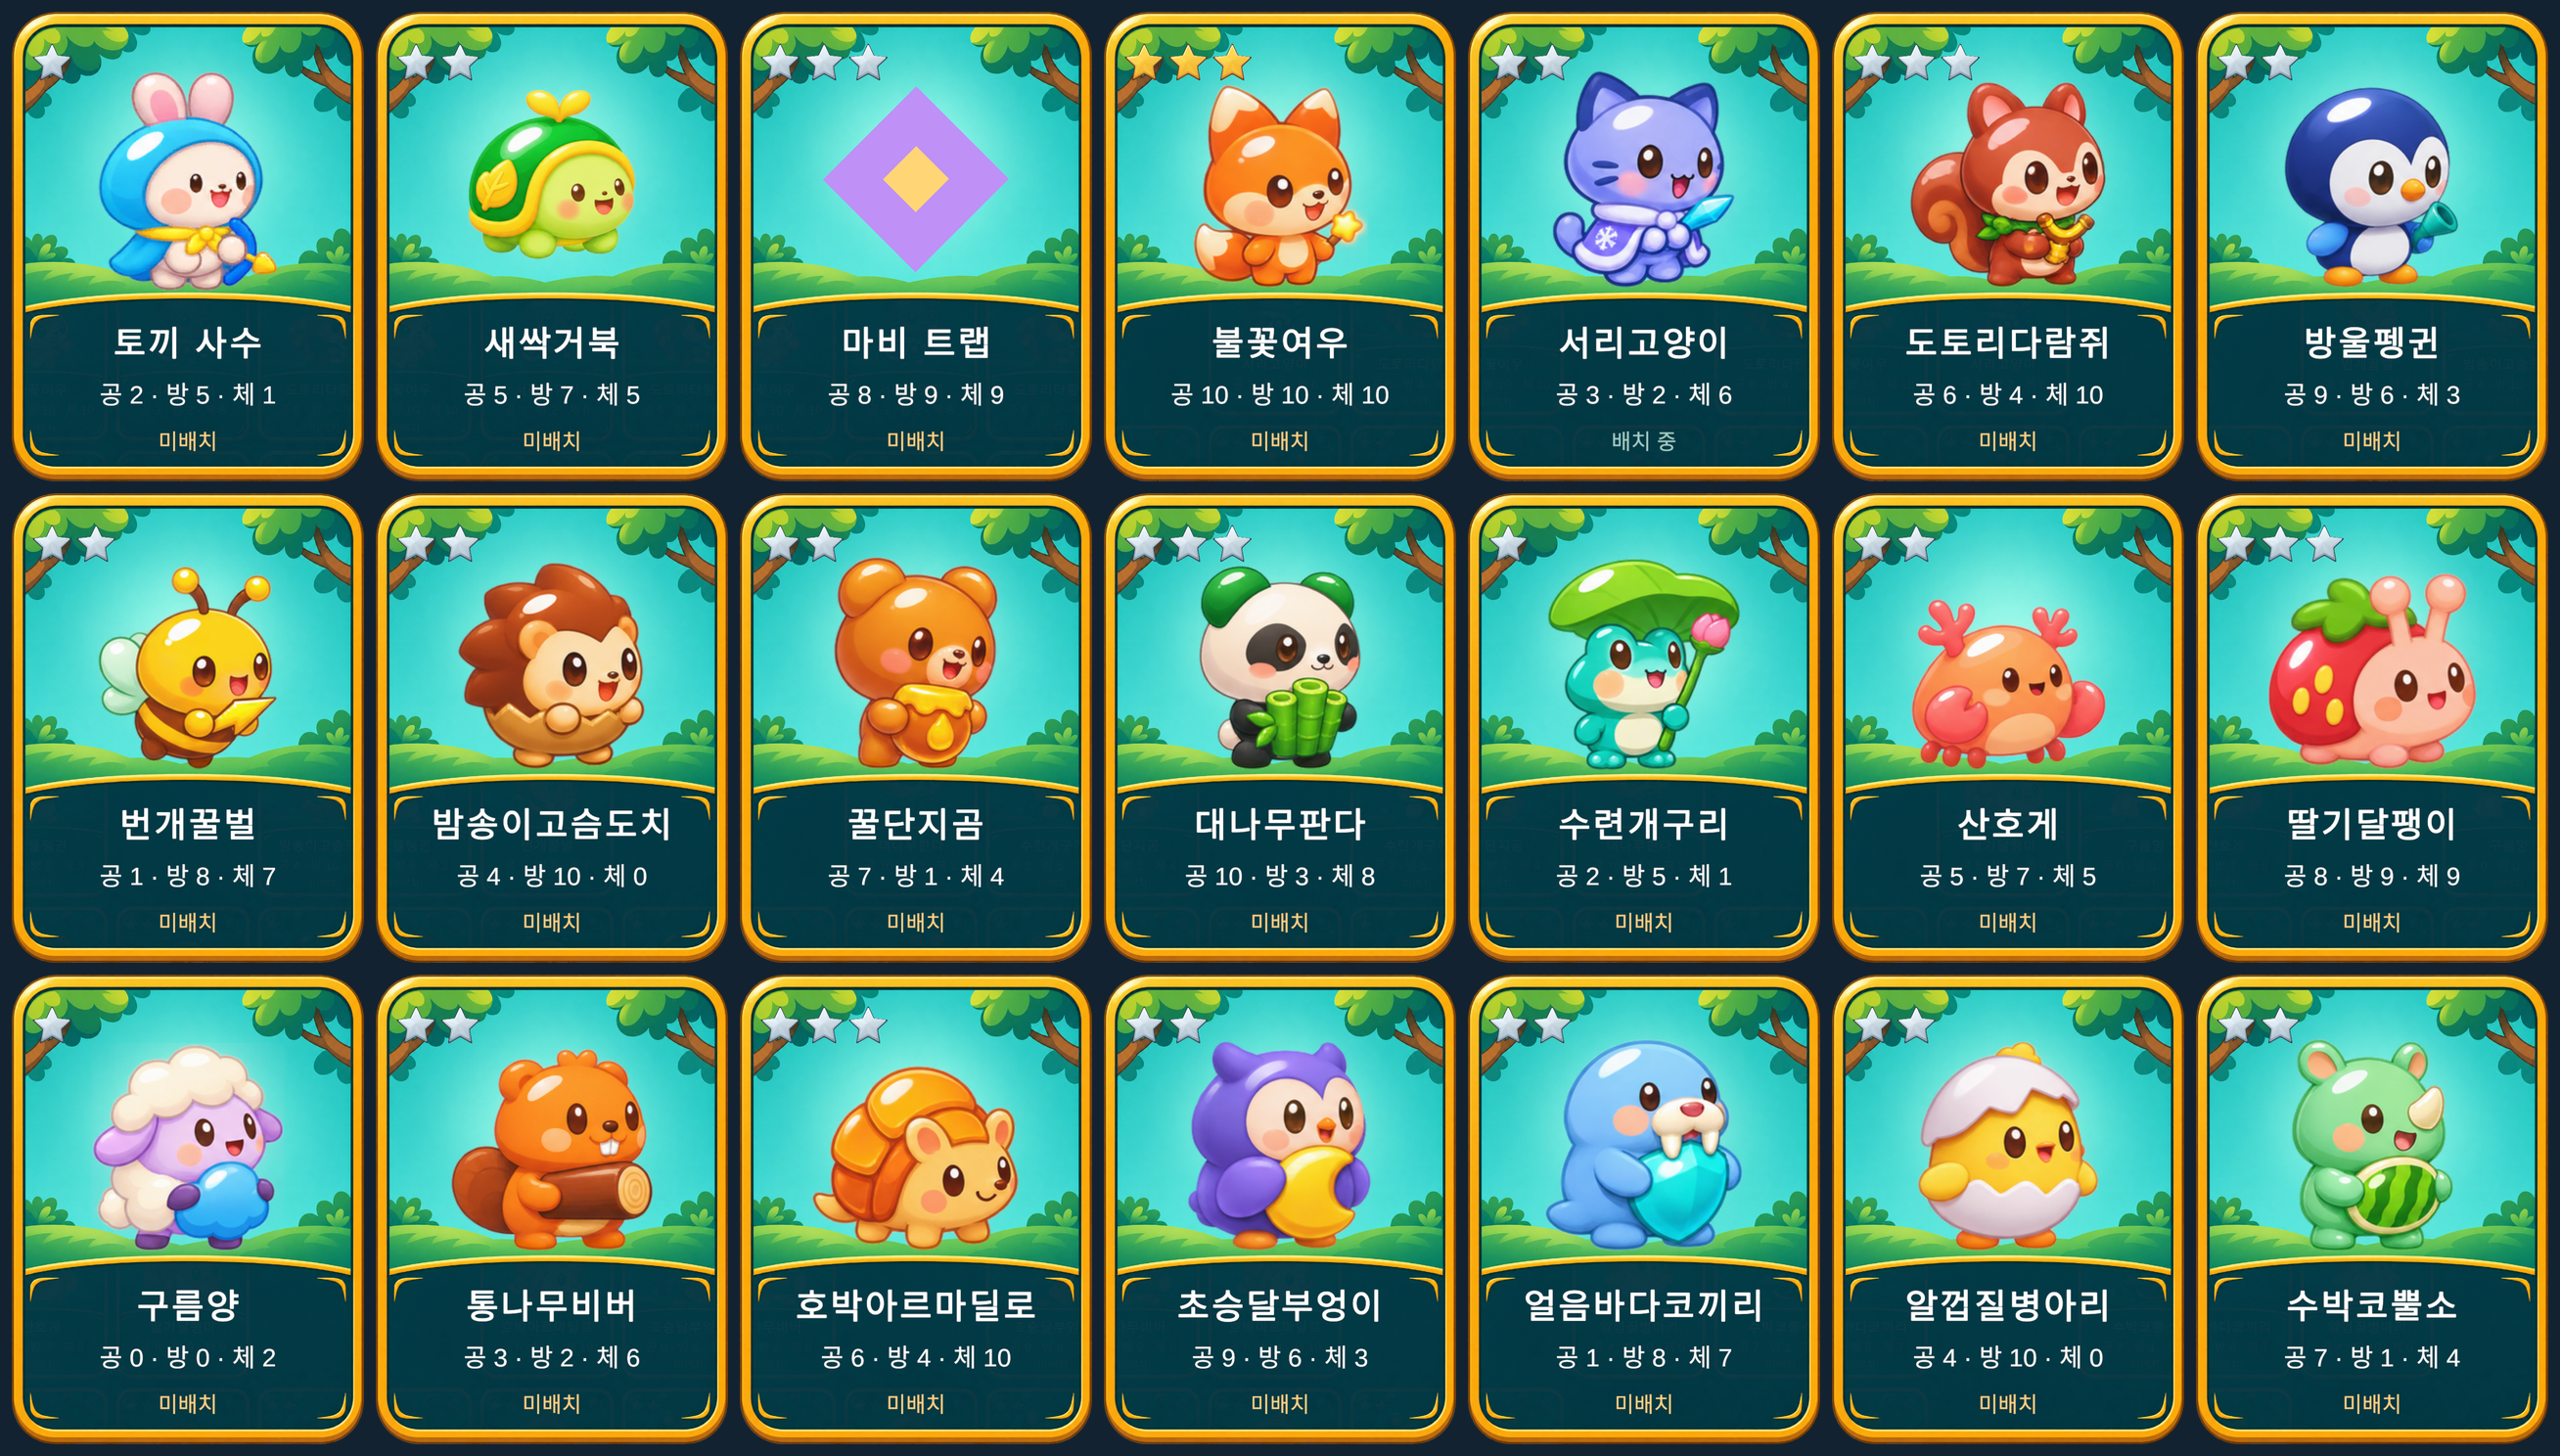 토끼 사수
공 2 · 방 5 · 체 1
미배치
새싹거북
공 5 · 방 7 · 체 5
미배치
마비 트랩
공 8 · 방 9 · 체 9
미배치
불꽃여우
공 10 · 방 10 · 체 10
미배치
서리고양이
공 3 · 방 2 · 체 6
배치 중
도토리다람쥐
공 6 · 방 4 · 체 10
미배치
방울펭귄
공 9 · 방 6 · 체 3
미배치
번개꿀벌
공 1 · 방 8 · 체 7
미배치
밤송이고슴도치
공 4 · 방 10 · 체 0
미배치
꿀단지곰
공 7 · 방 1 · 체 4
미배치
대나무판다
공 10 · 방 3 · 체 8
미배치
수련개구리
공 2 · 방 5 · 체 1
미배치
산호게
공 5 · 방 7 · 체 5
미배치
딸기달팽이
공 8 · 방 9 · 체 9
미배치
구름양
공 0 · 방 0 · 체 2
미배치
통나무비버
공 3 · 방 2 · 체 6
미배치
호박아르마딜로
공 6 · 방 4 · 체 10
미배치
초승달부엉이
공 9 · 방 6 · 체 3
미배치
얼음바다코끼리
공 1 · 방 8 · 체 7
미배치
알껍질병아리
공 4 · 방 10 · 체 0
미배치
수박코뿔소
공 7 · 방 1 · 체 4
미배치